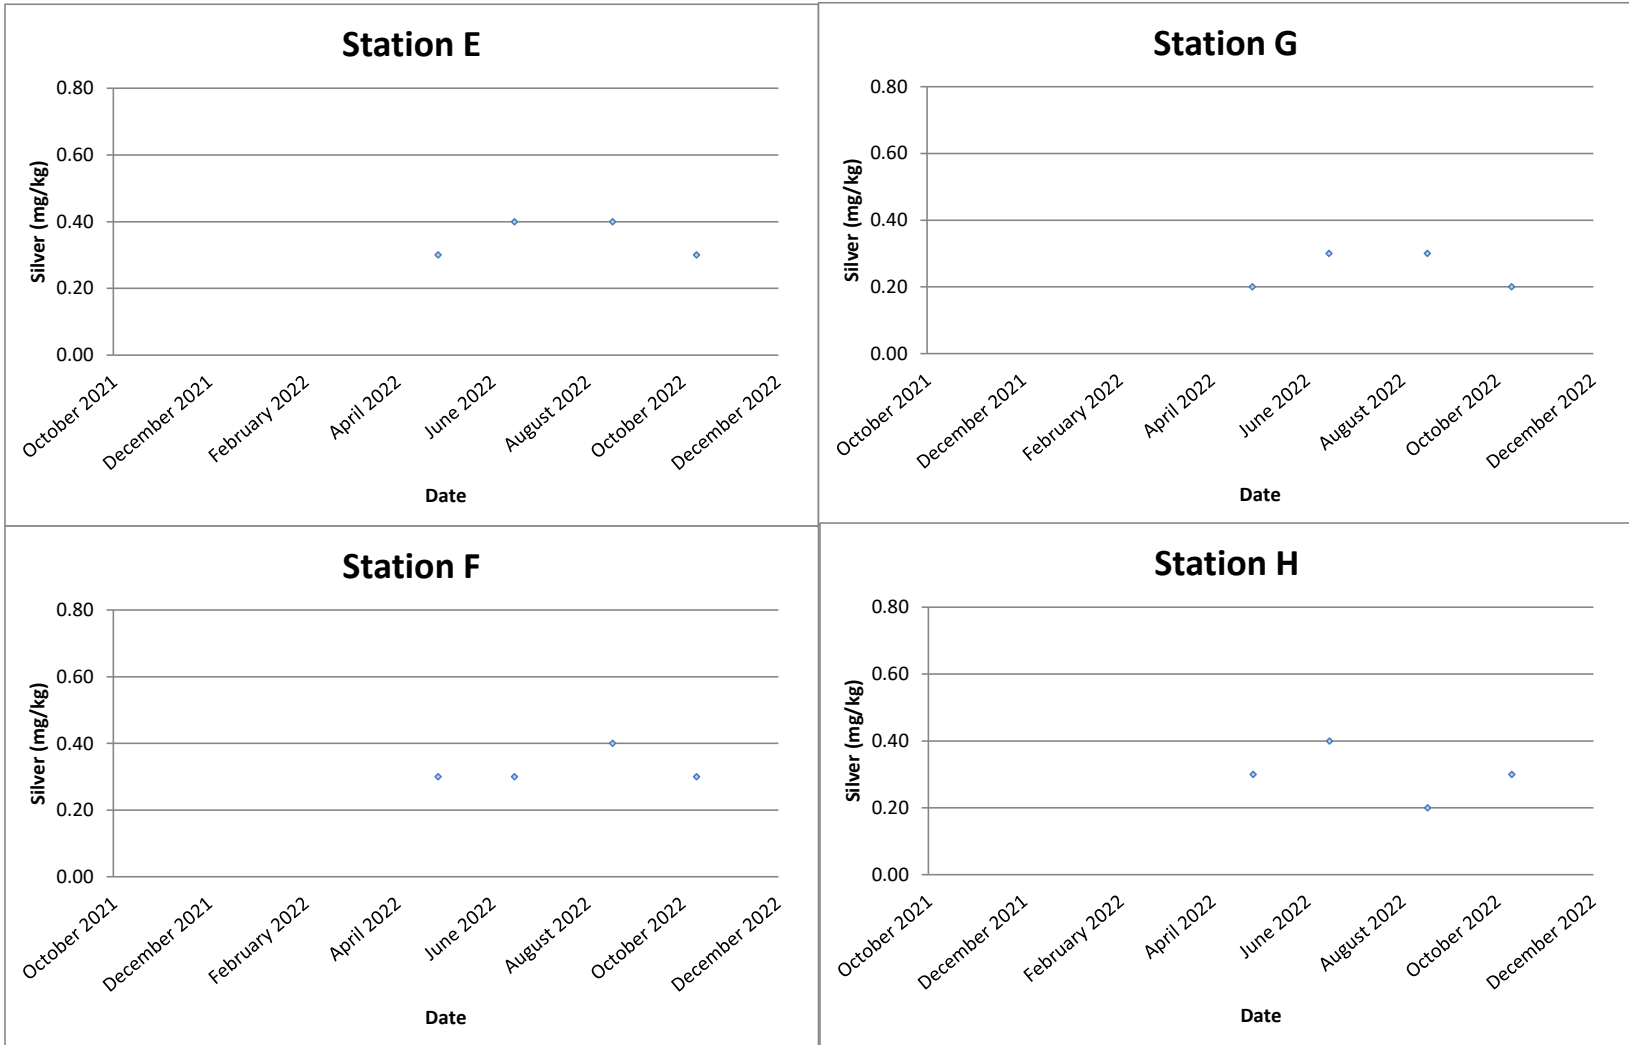 Station E
0.80
0.60
0.40
0.20
0.00
Silver (mg/kg)
October 2021
December 2021
February 2022
April 2022
June 2022
August 2022
October 2022
December 2022
Date
Station G
0.80
0.60
0.40
0.20
0.00
Silver (mg/kg)
October 2021
December 2021
February 2022
April 2022
June 2022
August 2022
October 2022
December 2022
Date
Station F
0.80
0.60
0.40
0.20
0.00
Silver (mg/kg)
October 2021
December 2021
February 2022
April 2022
June 2022
August 2022
October 2022
December 2022
Date
Station H
0.80
0.60
0.40
0.20
0.00
Silver (mg/kg)
October 2021
December 2021
February 2022
April 2022
June 2022
August 2022
October 2022
December 2022
Date